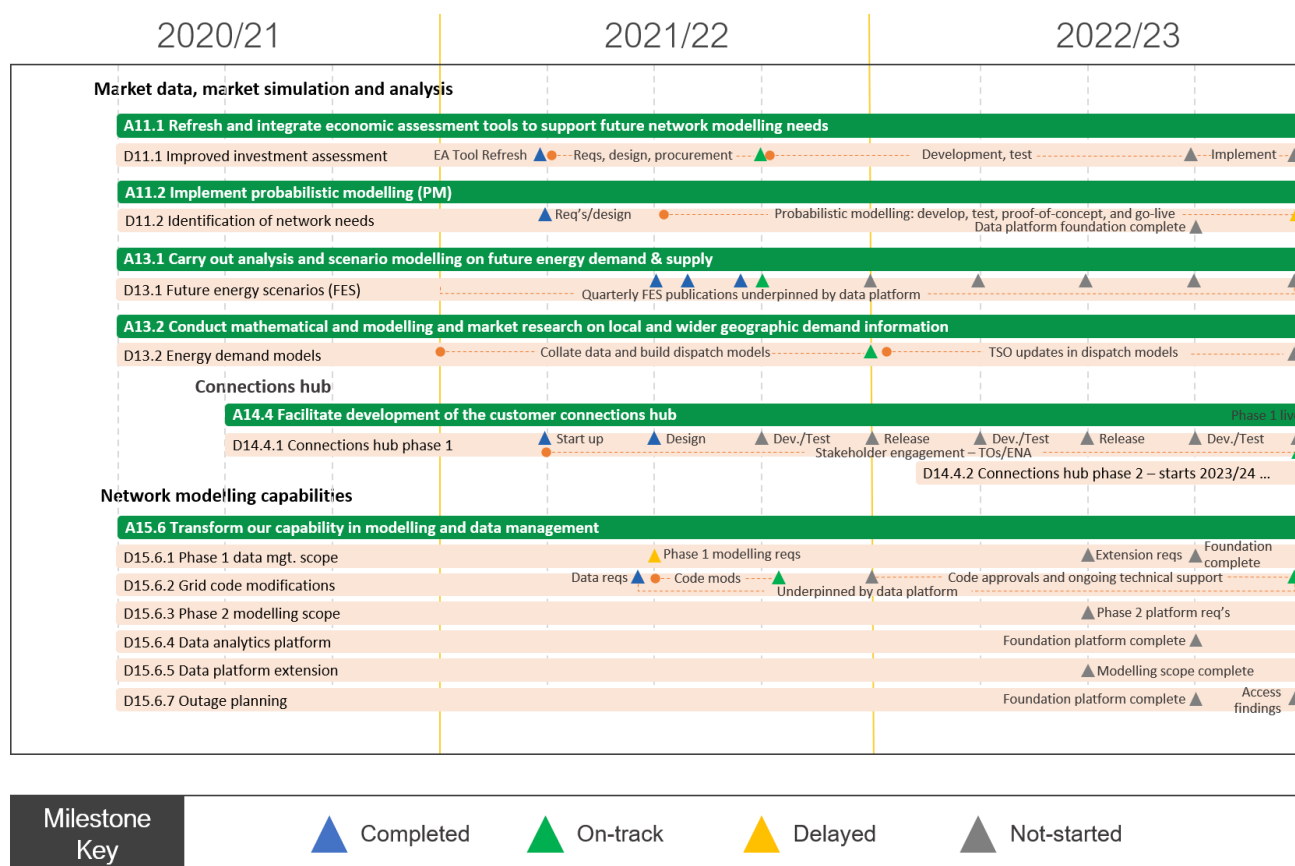 2020/21 2021/22 2022/23
Market data, market simulation and analysis
A11.1 Refresh and integrate economic assessment tools to support future network modelling needs
D11.1 Improved investment assessment EA Tool Refresh Reqs, design, procurement Development, test Implement
A11.2 Implement probabilistic modelling (PM)
D11.2 Identification of network needs Req's/design Probabilistic modelling: develop, test, proof-of-concept, and go-live
Data platform foundation complete
A13.1 Carry out analysis and scenario modelling on future energy demand & supply
D13.1 Future energy scenarios (FES) Quarterly FES publications underpinned by data platform
A13.2 Conduct mathematical and modelling and market research on local and wider geographic demand information
D13.2 Energy demand models Collate data and build dispatch models TSO updates in dispatch models
Connections hub
A14.4 Facilitate development of the customer connections hub Phase 1 liv
D14.4.1 Connections hub phase 1 Start up Design Dev./Test Release Dev./Test Release Dev./Test
Stakeholder engagement – TOs/ENA
D14.4.2 Connections hub phase 2 – starts 2023/24 ...
Network modelling capabilities
A15.6 Transform our capability in modelling and data management
D15.6.1 Phase 1 data mgt. scope Phase 1 modelling reqs Extension reqs Foundation
complete
D15.6.2 Grid code modifications Data reqs Code mods Code approvals and ongoing technical support
Underpinned by data platform
D15.6.3 Phase 2 modelling scope Phase 2 platform req's
D15.6.4 Data analytics platform Foundation platform complete
D15.6.5 Data platform extension Modelling scope complete
D15.6.7 Outage planning Foundation platform complete Access
findings
Milestone
Key
Completed On-track Delayed Not-started